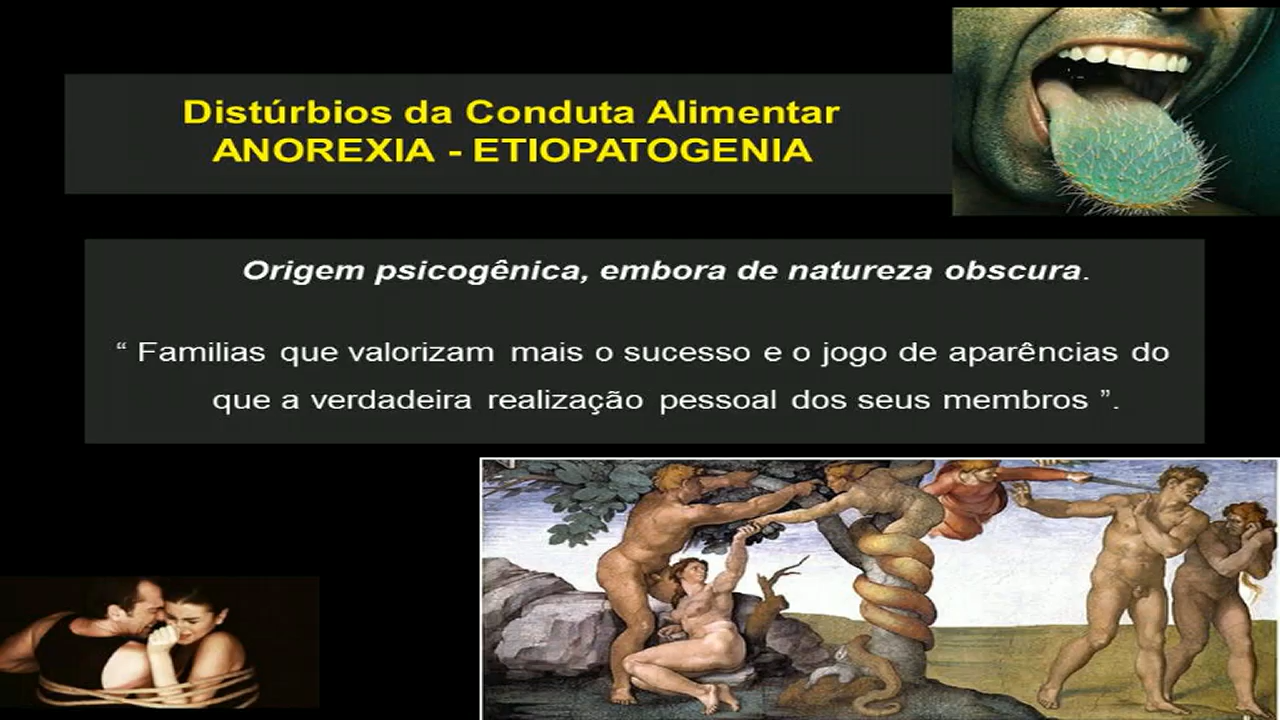 Distúrbios da Conduta Alimentar
ANOREXIA - ETIOPATOGENIA
Origem psicogênica, embora de natureza obscura.
“ Familias que valorizam mais o sucesso e o jogo de aparências do
que a verdadeira realização pessoal dos seus membros ”.